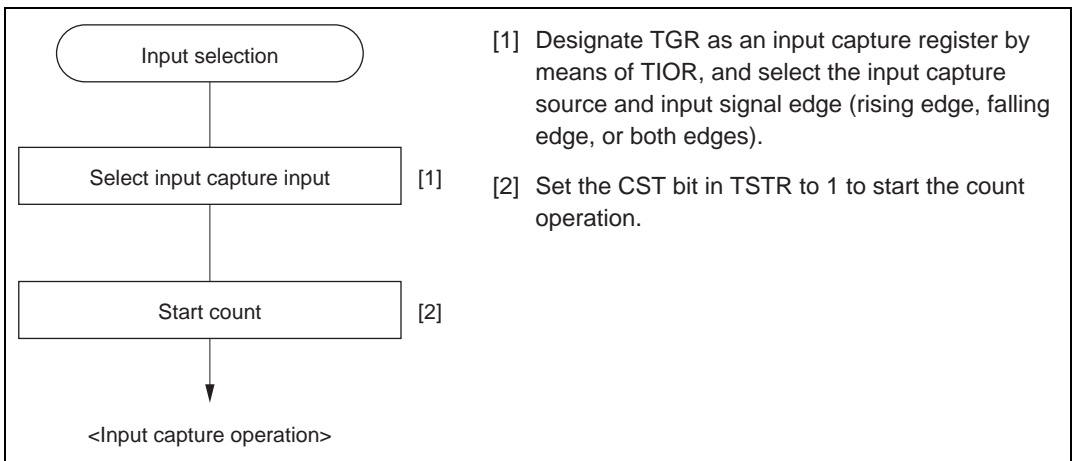 Input selection
Select input capture input
[1]
Start count
[2]
<Input capture operation>
[1] Designate TGR as an input capture register by
means of TIOR, and select the input capture
source and input signal edge (rising edge, falling
edge, or both edges).
[2] Set the CST bit in TSTR to 1 to start the count
operation.